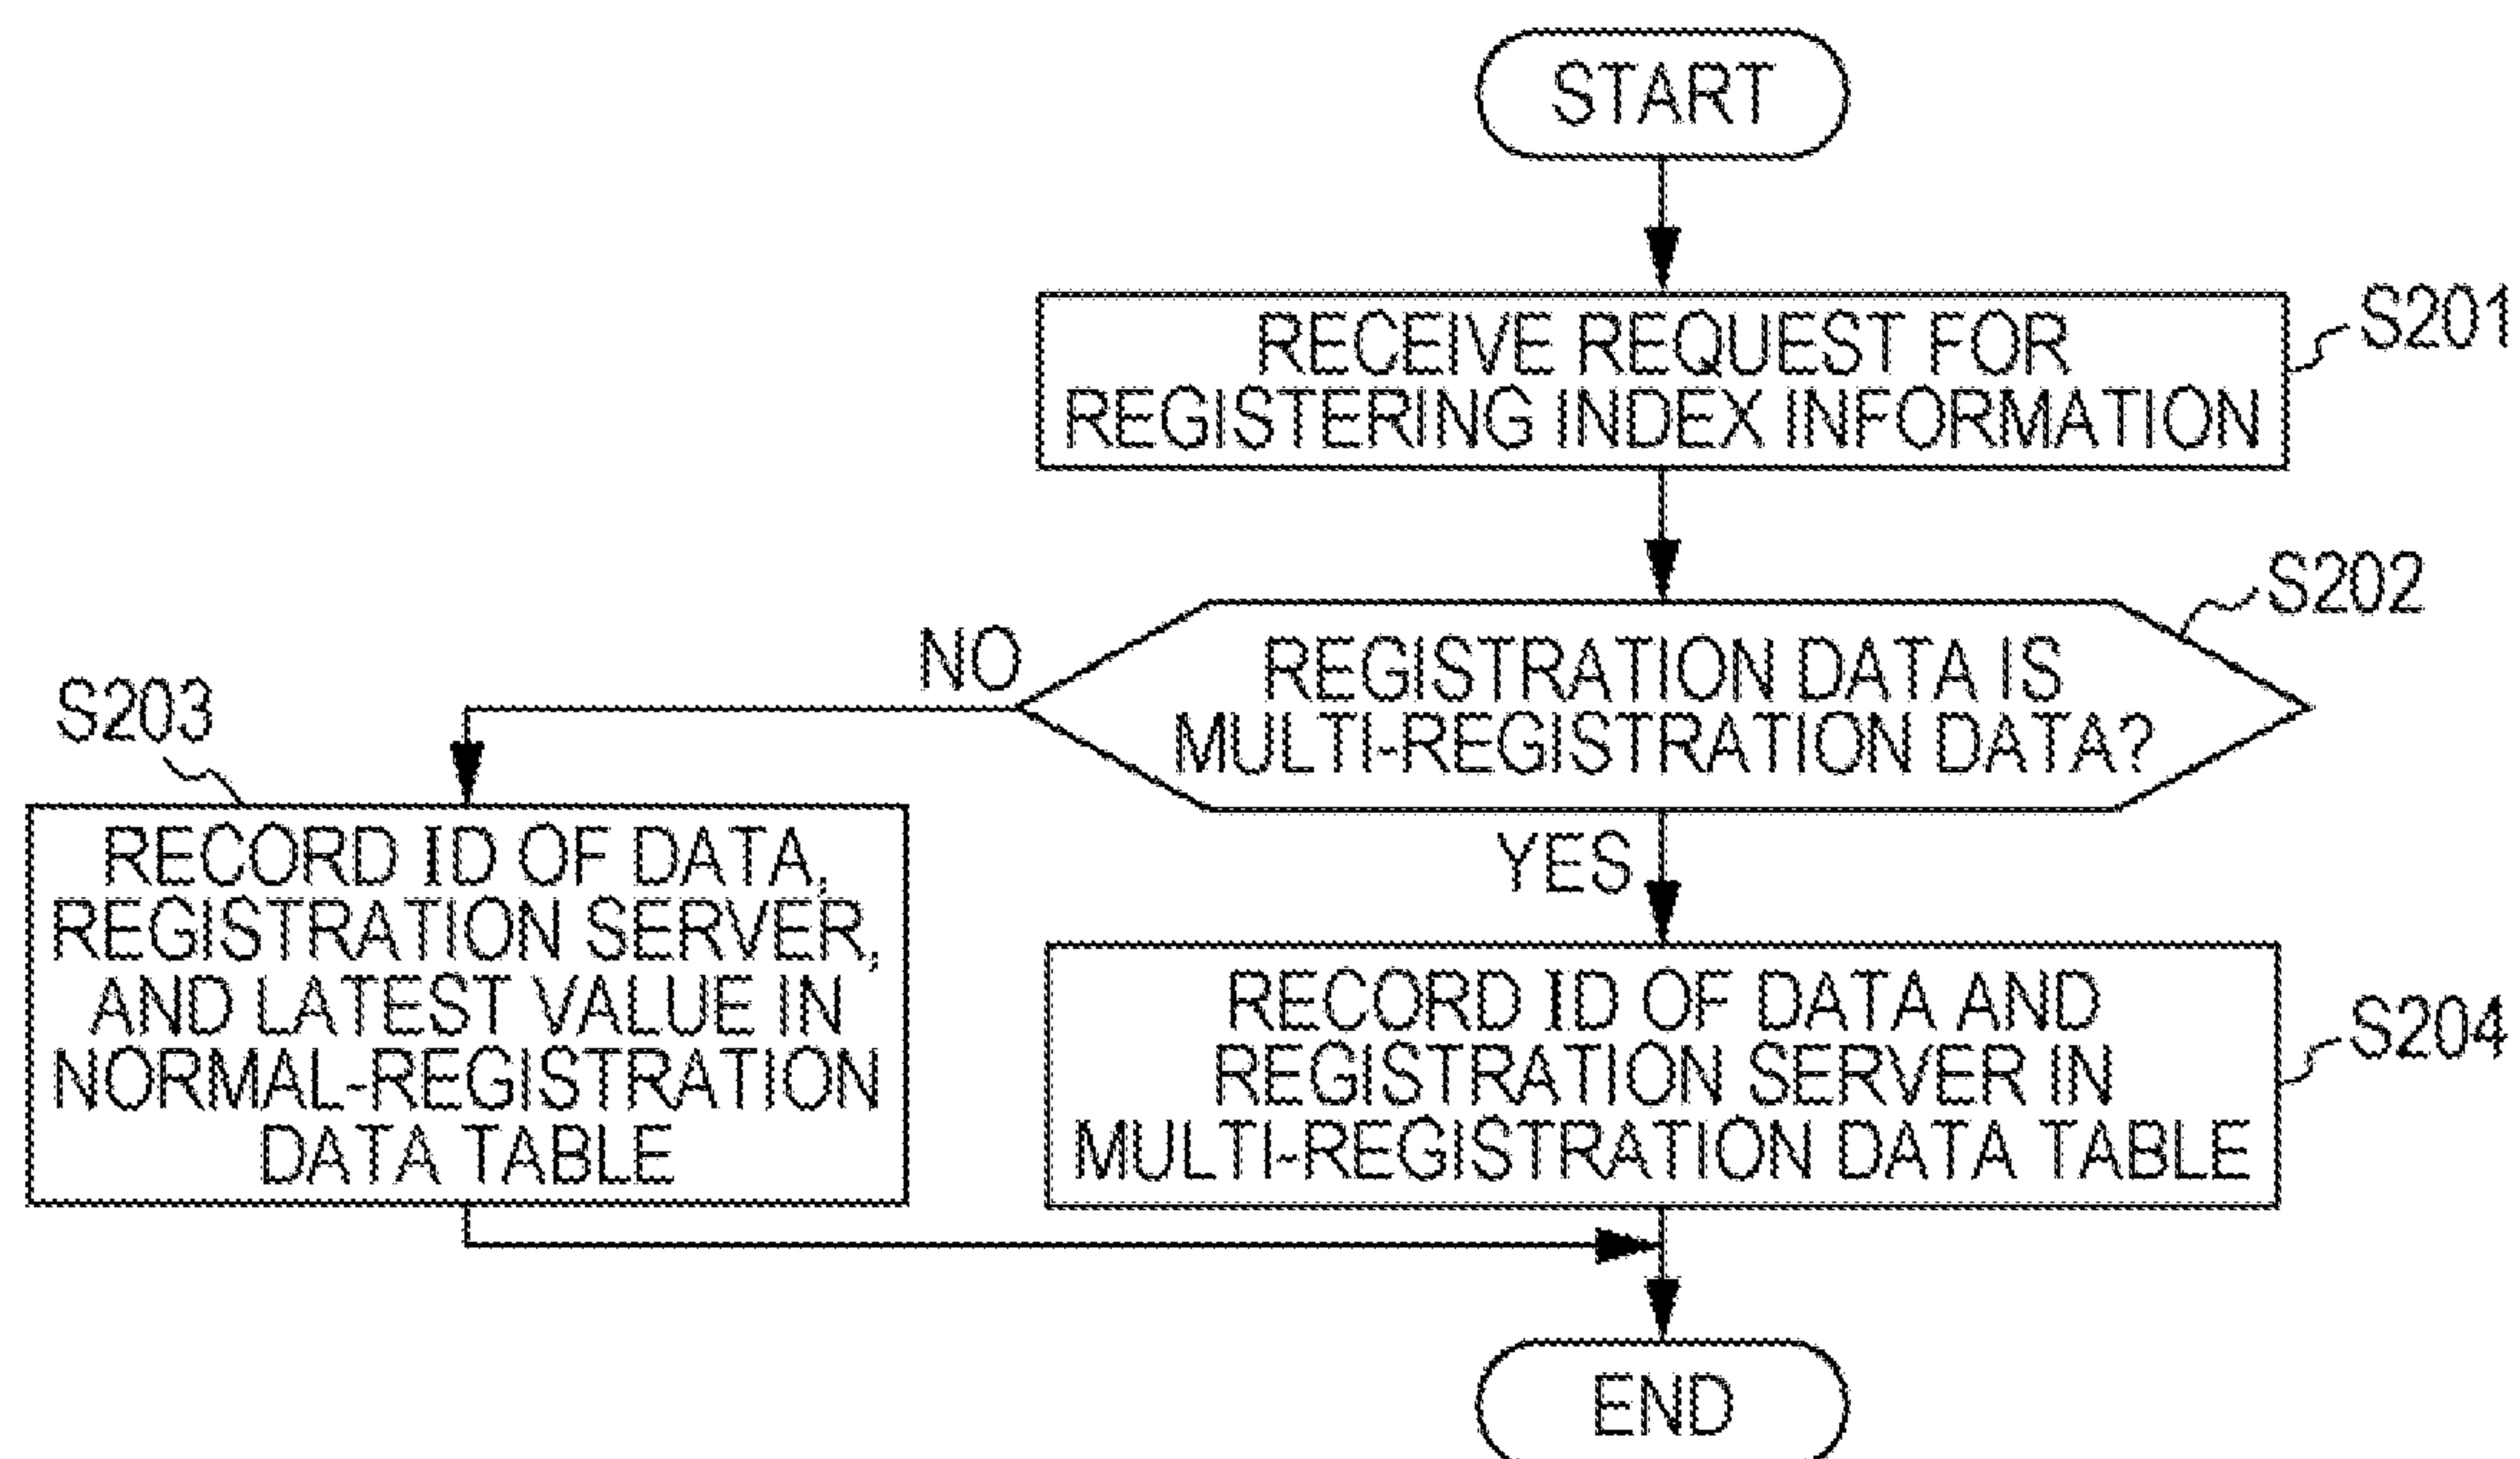 START
RECEIVE REQUEST FOR
REGISTERING INDEX INFORMATION
S201
REGISTRATION DATA IS
MULTI-REGISTRATION DATA?
S202
NO
YES
S203
RECORD ID OF DATA,
REGISTRATION SERVER,
AND LATEST VALUE IN
NORMAL-REGISTRATION
DATA TABLE
RECORD ID OF DATA AND
REGISTRATION SERVER IN
MULTI-REGISTRATION DATA TABLE
S204
END